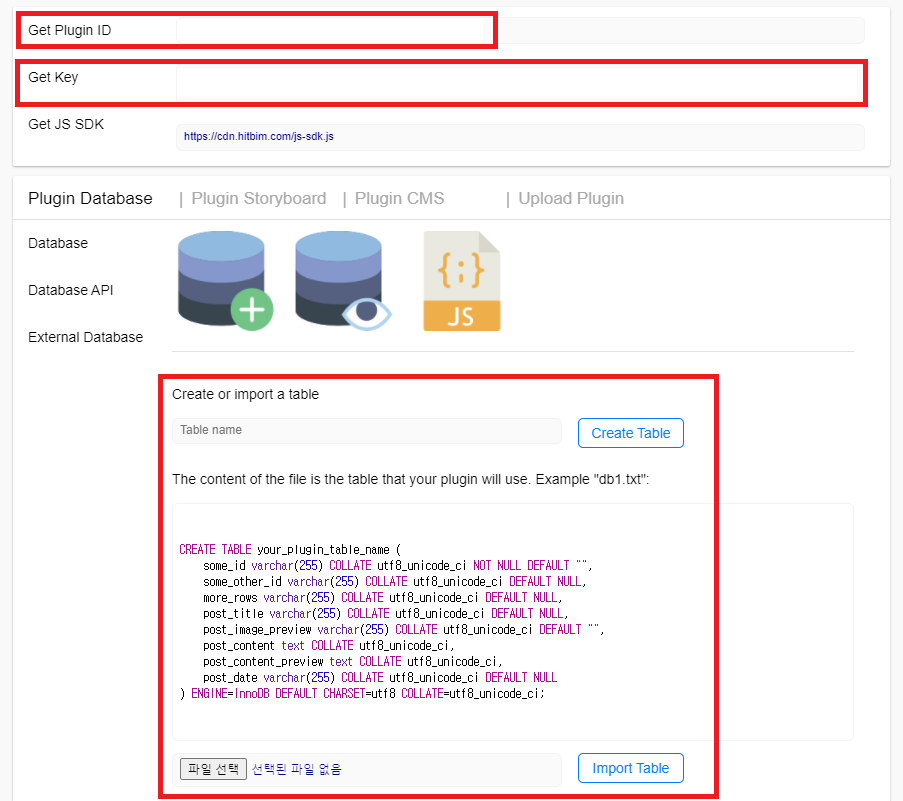 Get Plugin ID
Get Key
Get JS SDK
https://cdn.hitbim.com/js-sdk.js
Plugin Database | Plugin Storyboard | Plugin CMS | Upload Plugin
Database
Database API
External Database
{;}
JS
Create or import a table
Table name
Create Table
The content of the file is the table that your plugin will use. Example "db1.txt":
CREATE TABLE your_plugin_table_name (
some_id varchar(255) COLLATE utf8_unicode_ci NOT NULL DEFAULT "",
some_other_id varchar(255) COLLATE utf8_unicode_ci DEFAULT NULL,
more_rows varchar(255) COLLATE utf8_unicode_ci DEFAULT NULL,
post_title varchar(255) COLLATE utf8_unicode_ci DEFAULT NULL,
post_image_preview varchar(255) COLLATE utf8_unicode_ci DEFAULT "",
post_content text COLLATE utf8_unicode_ci,
post_content_preview text COLLATE utf8_unicode_ci,
post_date varchar(255) COLLATE utf8_unicode_ci DEFAULT NULL
) ENGINE=InnoDB DEFAULT CHARSET=utf8 COLLATE=utf8_unicode_ci;
파일 선택 선택된 파일 없음
Import Table